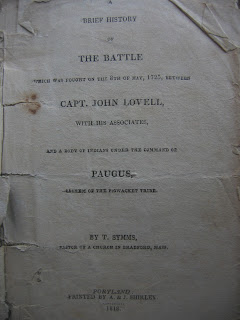 A
BRIEF HISTORY
OF
THE BATTLE
WHICH WAS FOUGHT ON THE 8TH OF MAY, 1725, BETWEEN
CAPT. JOHN LOVELL,
WITH HIS ASSOCIATES,
AND A BODY OF INDIANS UNDER THE COMMAND OF
PAUGUS,
SACHEM OF THE PIGWACKET TRIBE.
BY T. SYMMS,
PASTOR OF A CHURCH IN BRADFORD, MASS.
PORTLAND
PRINTED BY A. & J. SHIRLEY